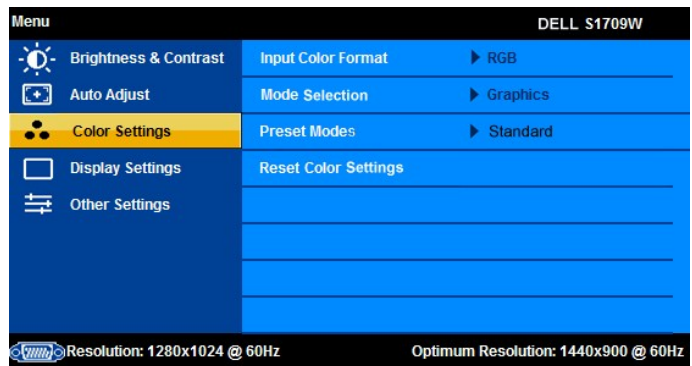 Menu DELL S1709W
Brightness & Contrast Input Color Format RGB
Auto Adjust Mode Selection Graphics
Color Settings Preset Modes Standard
Display Settings Reset Color Settings
Other Settings
Resolution: 1280x1024 @ 60Hz Optimum Resolution: 1440x900 @ 60Hz